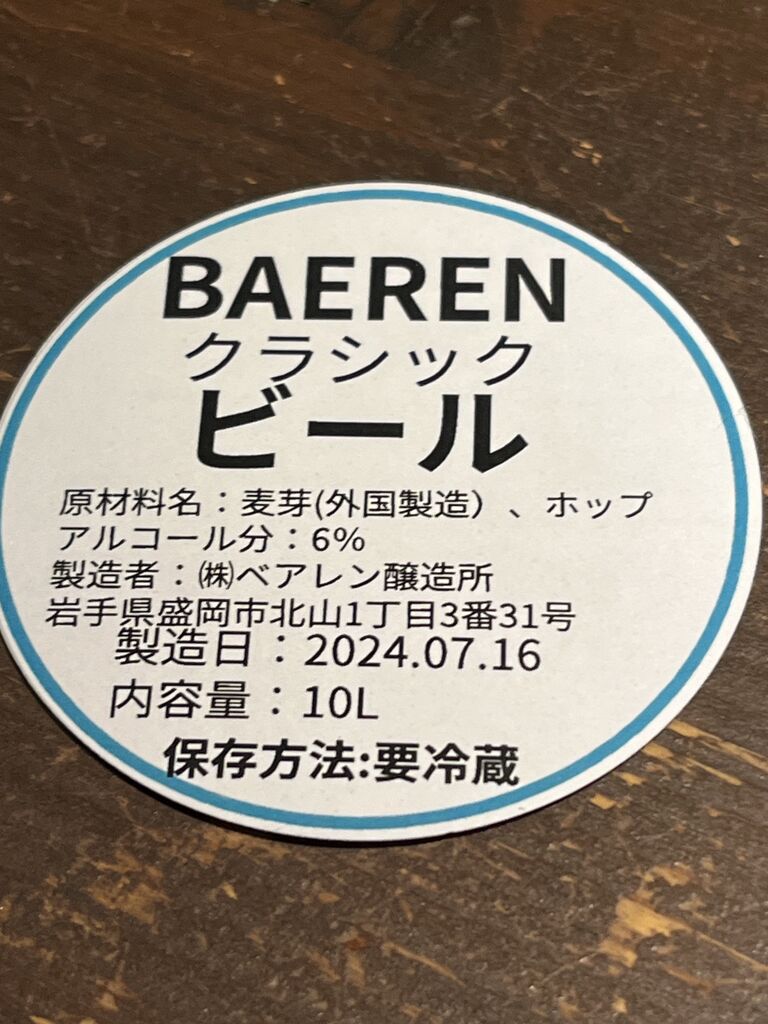 BAEREN
クラシック
ビール
原材料名：麦芽(外国製造）、ホップ
アルコール分：6%
製造者：㈱ベアレン醸造所
岩手県盛岡市北山1丁目3番31号
製造日：2024.07.16
内容量：10L
保存方法:要冷蔵